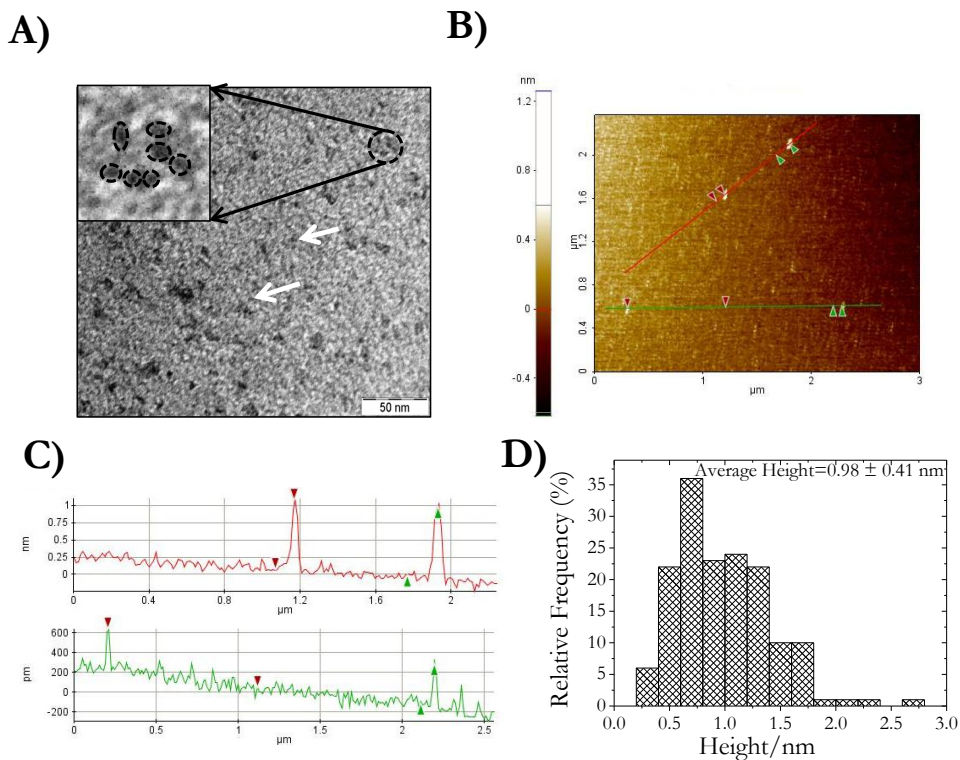 A)
50 nm
B)
nm
1.2
0.4
0
-0.4
µm
2
1.6
1.2
0.8
0.4
0
0
1
2
3
µm
C)
nm
1
0.75
0.5
0.25
0
0
0.4
0.8
1.2
1.6
2
µm
pm
600
400
200
0
-200
0
0.5
1
1.5
2
2.5
µm
D)
Average Height=0.98 ± 0.41 nm
Relative Frequency (%)
35
30
25
20
15
10
5
0
0.0 0.5 1.0 1.5 2.0 2.5 3.0
Height/nm